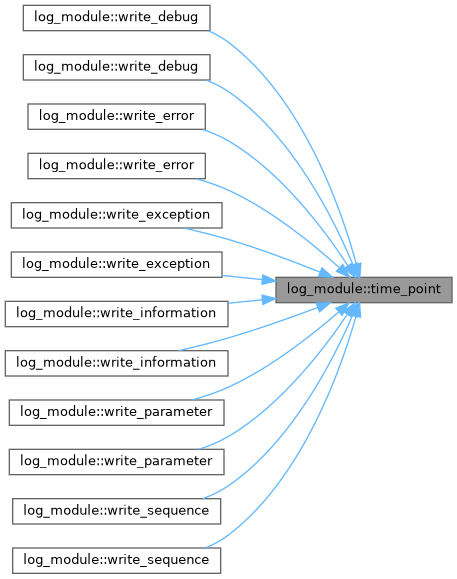 log_module::write_debug
log_module::write_debug
log_module::write_error
log_module::write_error
log_module::write_exception
log_module::write_exception
log_module::time_point
log_module::write_information
log_module::write_information
log_module::write_parameter
log_module::write_parameter
log_module::write_sequence
log_module::write_sequence